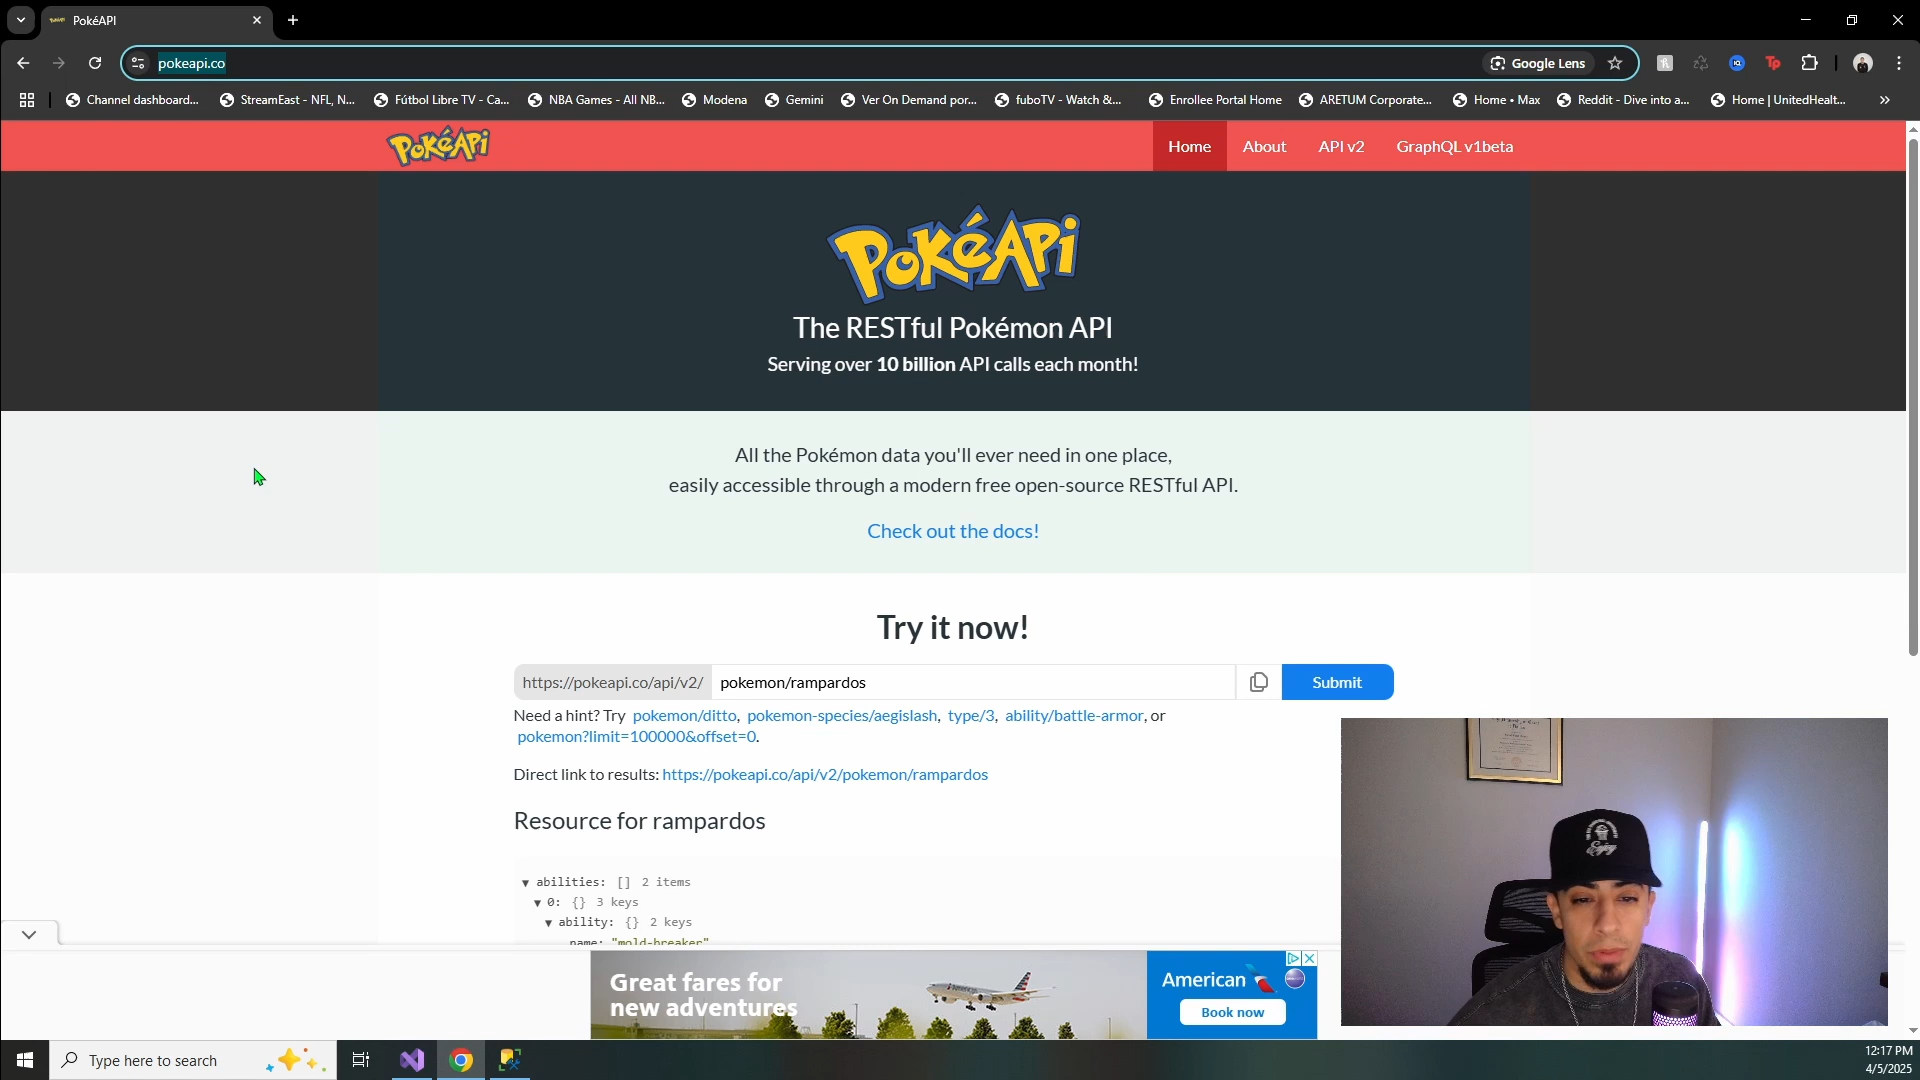 PokéAPI
pokeapi.co
Google Lens
Channel dashboard...
StreamEast - NFL, N...
Fútbol Libre TV - Ca...
NBA Games - All NB...
Modena
Gemini
Ver On Demand por...
fuboTV - Watch &...
Enrollee Portal Home
ARETUM Corporate...
Home • Max
Reddit - Dive into a...
Home | UnitedHealt...
PokéAPi
Home
About
API v2
GraphQL v1beta
PokéAPi
The RESTful Pokémon API
Serving over 10 billion API calls each month!
All the Pokémon data you'll ever need in one place,
easily accessible through a modern free open-source RESTful API.
Check out the docs!
Try it now!
https://pokeapi.co/api/v2/
pokemon/rampardos
Submit
Need a hint? Try pokemon/ditto, pokemon-species/aegislash, type/3, ability/battle-armor, or
pokemon?limit=100000&offset=0.
Direct link to results: https://pokeapi.co/api/v2/pokemon/rampardos
Resource for rampardos
▼ abilities: [] 2 items
▼ 0: {} 3 keys
▼ ability: {} 2 keys
name: "mold-breaker"
Great fares for
new adventures
American
Book now
Enjoy
Type here to search
12:17 PM
4/5/2025